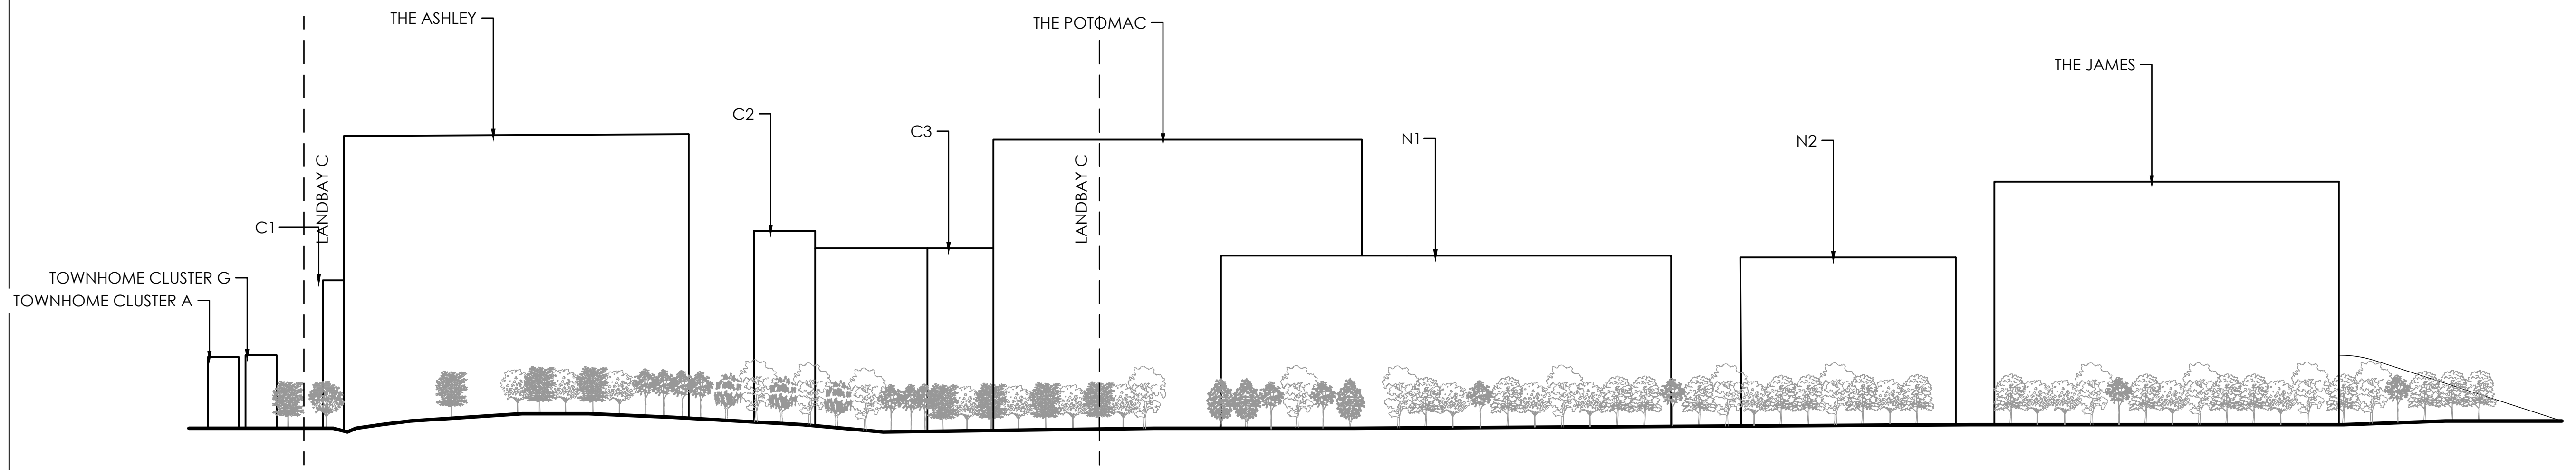 THE ASHLEY
THE POTOMAC
THE JAMES
C2
C3
N1
N2
LANDBAY C
LANDBAY C
C1
TOWNHOME CLUSTER G
TOWNHOME CLUSTER A